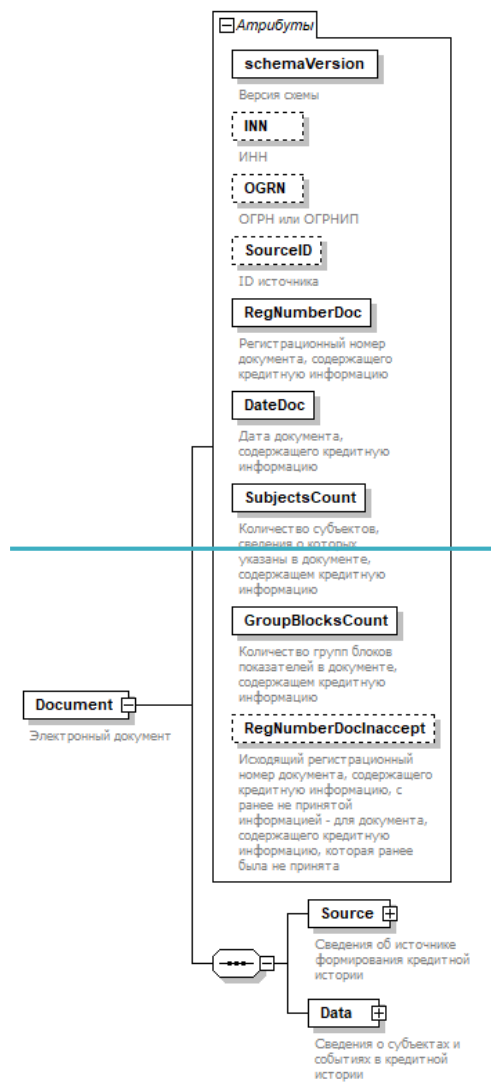 Атрибуты
schemaVersion
Версия схемы
INN
ИНН
OGRN
ОГРН или ОГРНИП
SourceID
ID источника
RegNumberDoc
Регистрационный номер
документа, содержащего
кредитную информацию
DateDoc
Дата документа,
содержащего кредитную
информацию
SubjectsCount
Количество субъектов,
сведения о которых
указаны в документе,
содержащем кредитную
информацию
GroupBlocksCount
Количество групп блоков
показателей в документе,
содержащем кредитную
информацию
RegNumberDocInaccept
Исходящий регистрационный
номер документа, содержащего
кредитную информацию, с
ранее не принятой
информацией - для документа,
содержащего кредитную
информацию, которая ранее
была не принята
Document
Электронный документ
Source
Сведения об источнике
формирования кредитной
истории
Data
Сведения о субъектах и
событиях в кредитной
истории